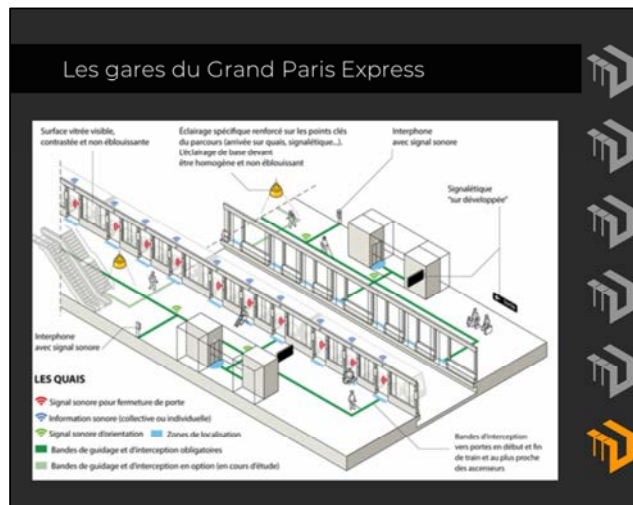 Les gares du Grand Paris Express
Surface vitrée visible,
contrastée et non éblouissante
Éclairage spécifique renforcé sur les points clés
du parcours (arrivée sur quais, signalétique...).
L'éclairage de base devant
être homogène et non éblouissant
Interphone
avec signal sonore
Signalétique
"sur développée"
Interphone
avec signal sonore
LES QUAIS
Signal sonore pour fermeture de porte
Information sonore (collective ou individuelle)
Signal sonore d'orientation
Zones de localisation
Bandes de guidage et d'interception obligatoires
Bandes de guidage et d'interception en option (en cours d'étude)
Bandes d'interception
vers portes en début et fin
de train et au plus proche
des ascenseurs